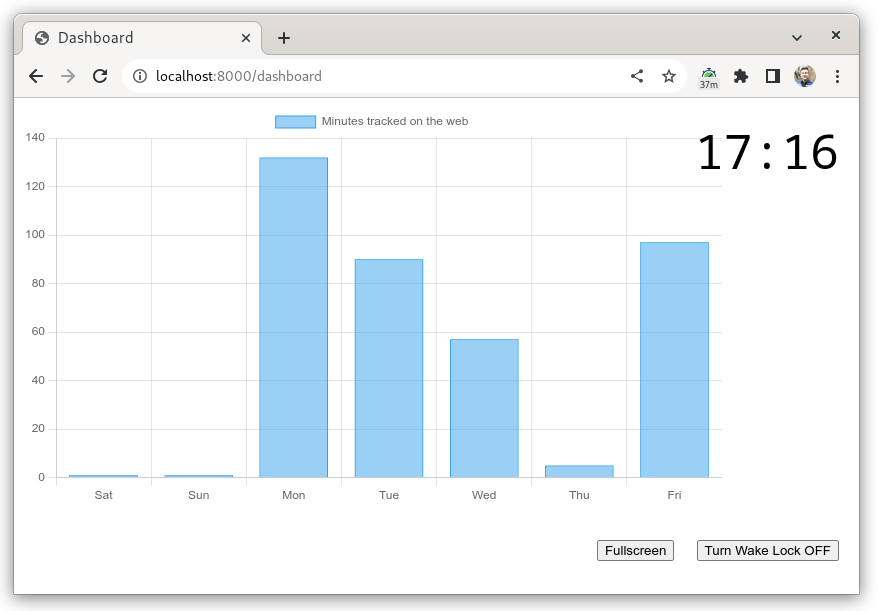 Dashboard
localhost:8000/dashboard
37m
Minutes tracked on the web
17:16
140
120
100
80
60
40
20
0
Sat Sun Mon Tue Wed Thu Fri
Fullscreen Turn Wake Lock OFF